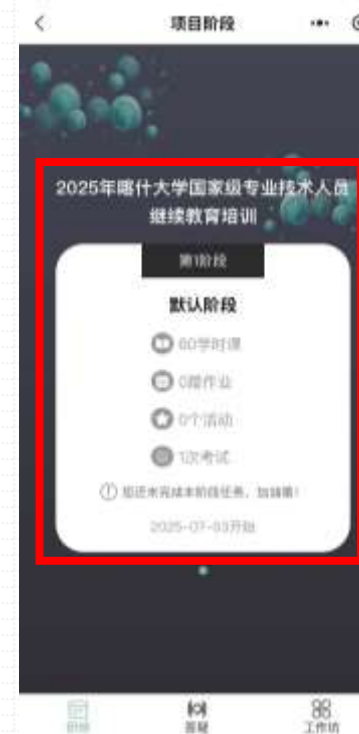 项目阶段
2025年喀什大学国家级专业技术人员
继续教育培训
第1阶段
默认阶段
60学时课
0篇作业
0个活动
1次考试
您还未完成本阶段任务，加油哦！
2025-07-03开始
阶段
答疑
工作坊